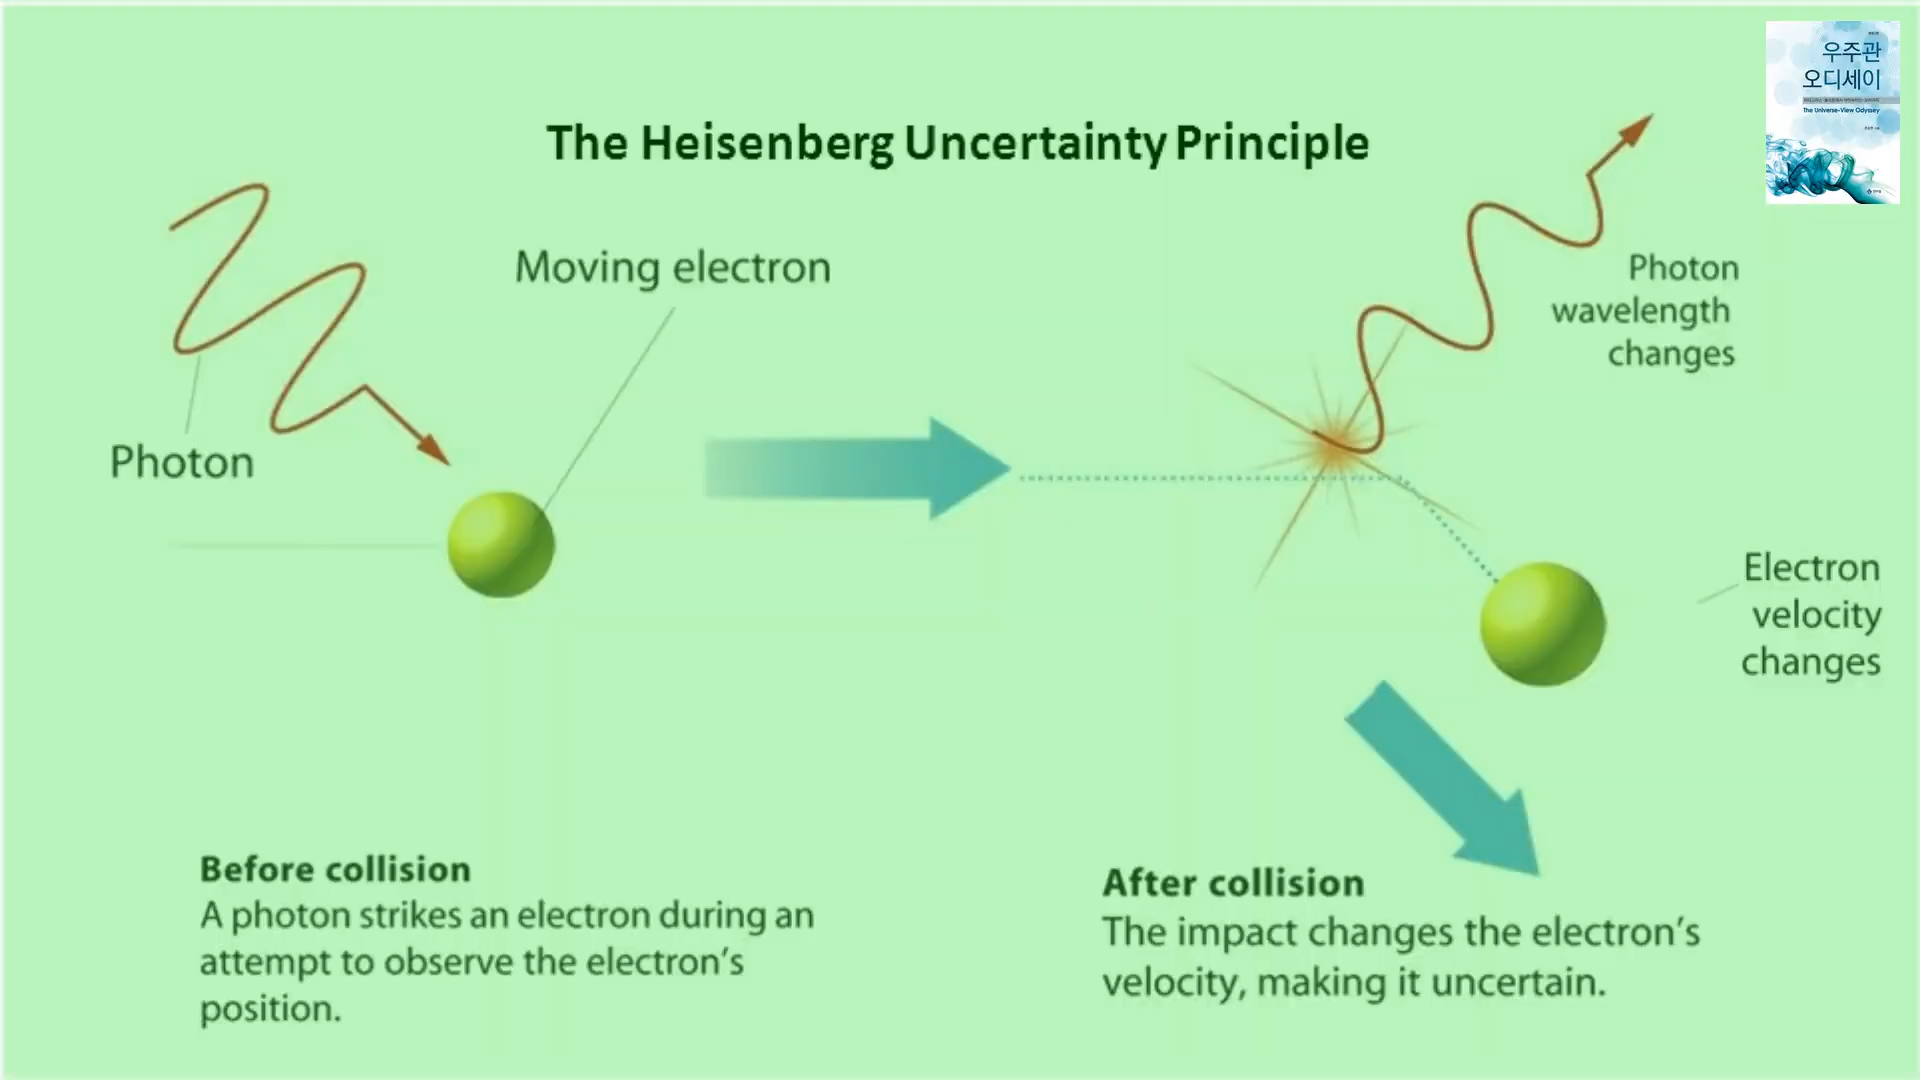 The Heisenberg Uncertainty Principle
우주관
오디세이
The Universe-View Odyssey
Moving electron
Photon
Photon
wavelength
changes
Electron
velocity
changes
Before collision
A photon strikes an electron during an
attempt to observe the electron's
position.
After collision
The impact changes the electron's
velocity, making it uncertain.